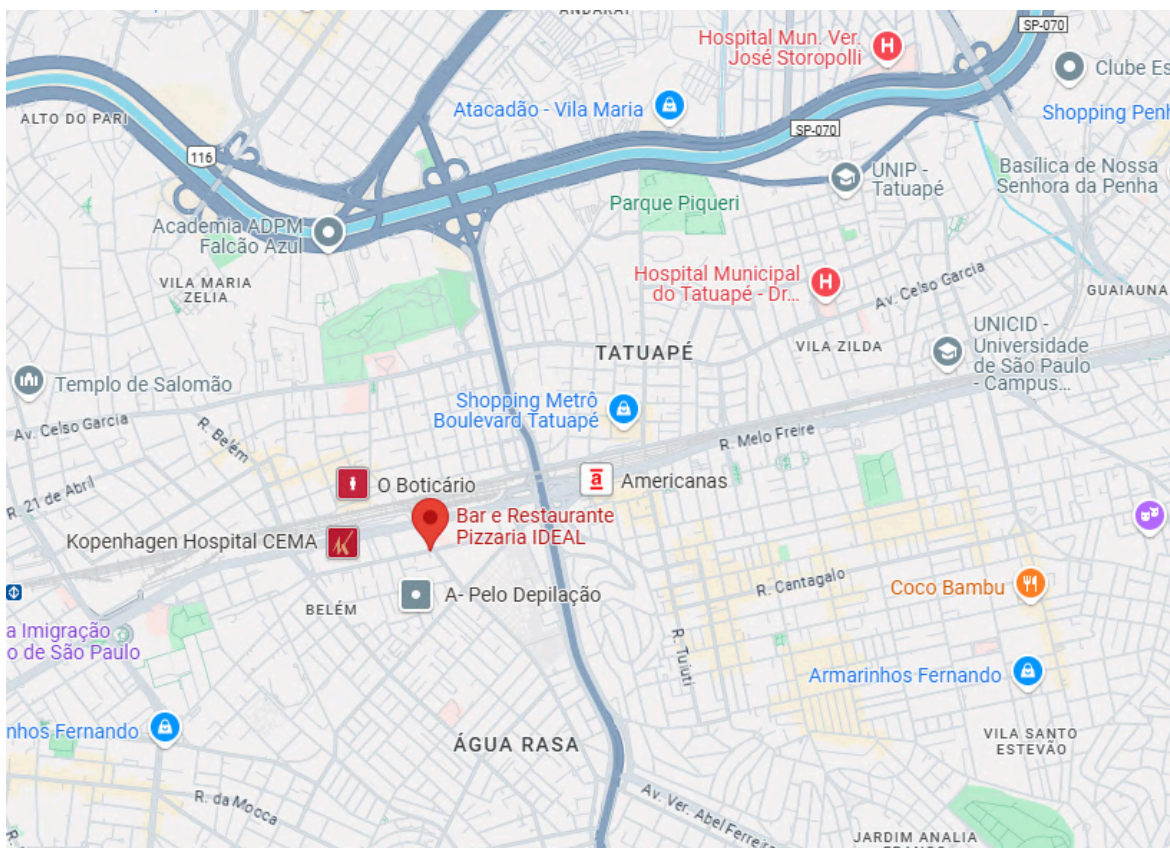 ANDARAÍ
SP-070
Hospital Mun. Ver.
José Storopolli
Clube Es
Atacadão - Vila Maria
Shopping Penh
ALTO DO PARI
SP-070
116
UNIP -
Tatuapé
Basílica de Nossa
Senhora da Penha
Parque Piqueri
Academia ADPM
Falcão Azul
Hospital Municipal
do Tatuapé - Dr...
Av. Celso Garcia
VILA MARIA
ZELIA
GUAIAUNA
UNICID -
Universidade
de São Paulo
- Campus...
TATUAPÉ
VILA ZILDA
Templo de Salomão
Shopping Metrô
Boulevard Tatuapé
Av. Celso Garcia
R. Belém
R. Melo Freire
O Boticário
Americanas
R. 21 de Abril
Bar e Restaurante
Pizzaria IDEAL
Kopenhagen Hospital CEMA
R. Cantagalo
Coco Bambu
A- Pelo Depilação
BELÉM
a Imigração
o de São Paulo
R. Tuiuti
Armarinhos Fernando
nhos Fernando
ÁGUA RASA
VILA SANTO
ESTEVÃO
R. da Mocca
Av. Ver. Abel Ferreira
JARDIM ANALIA